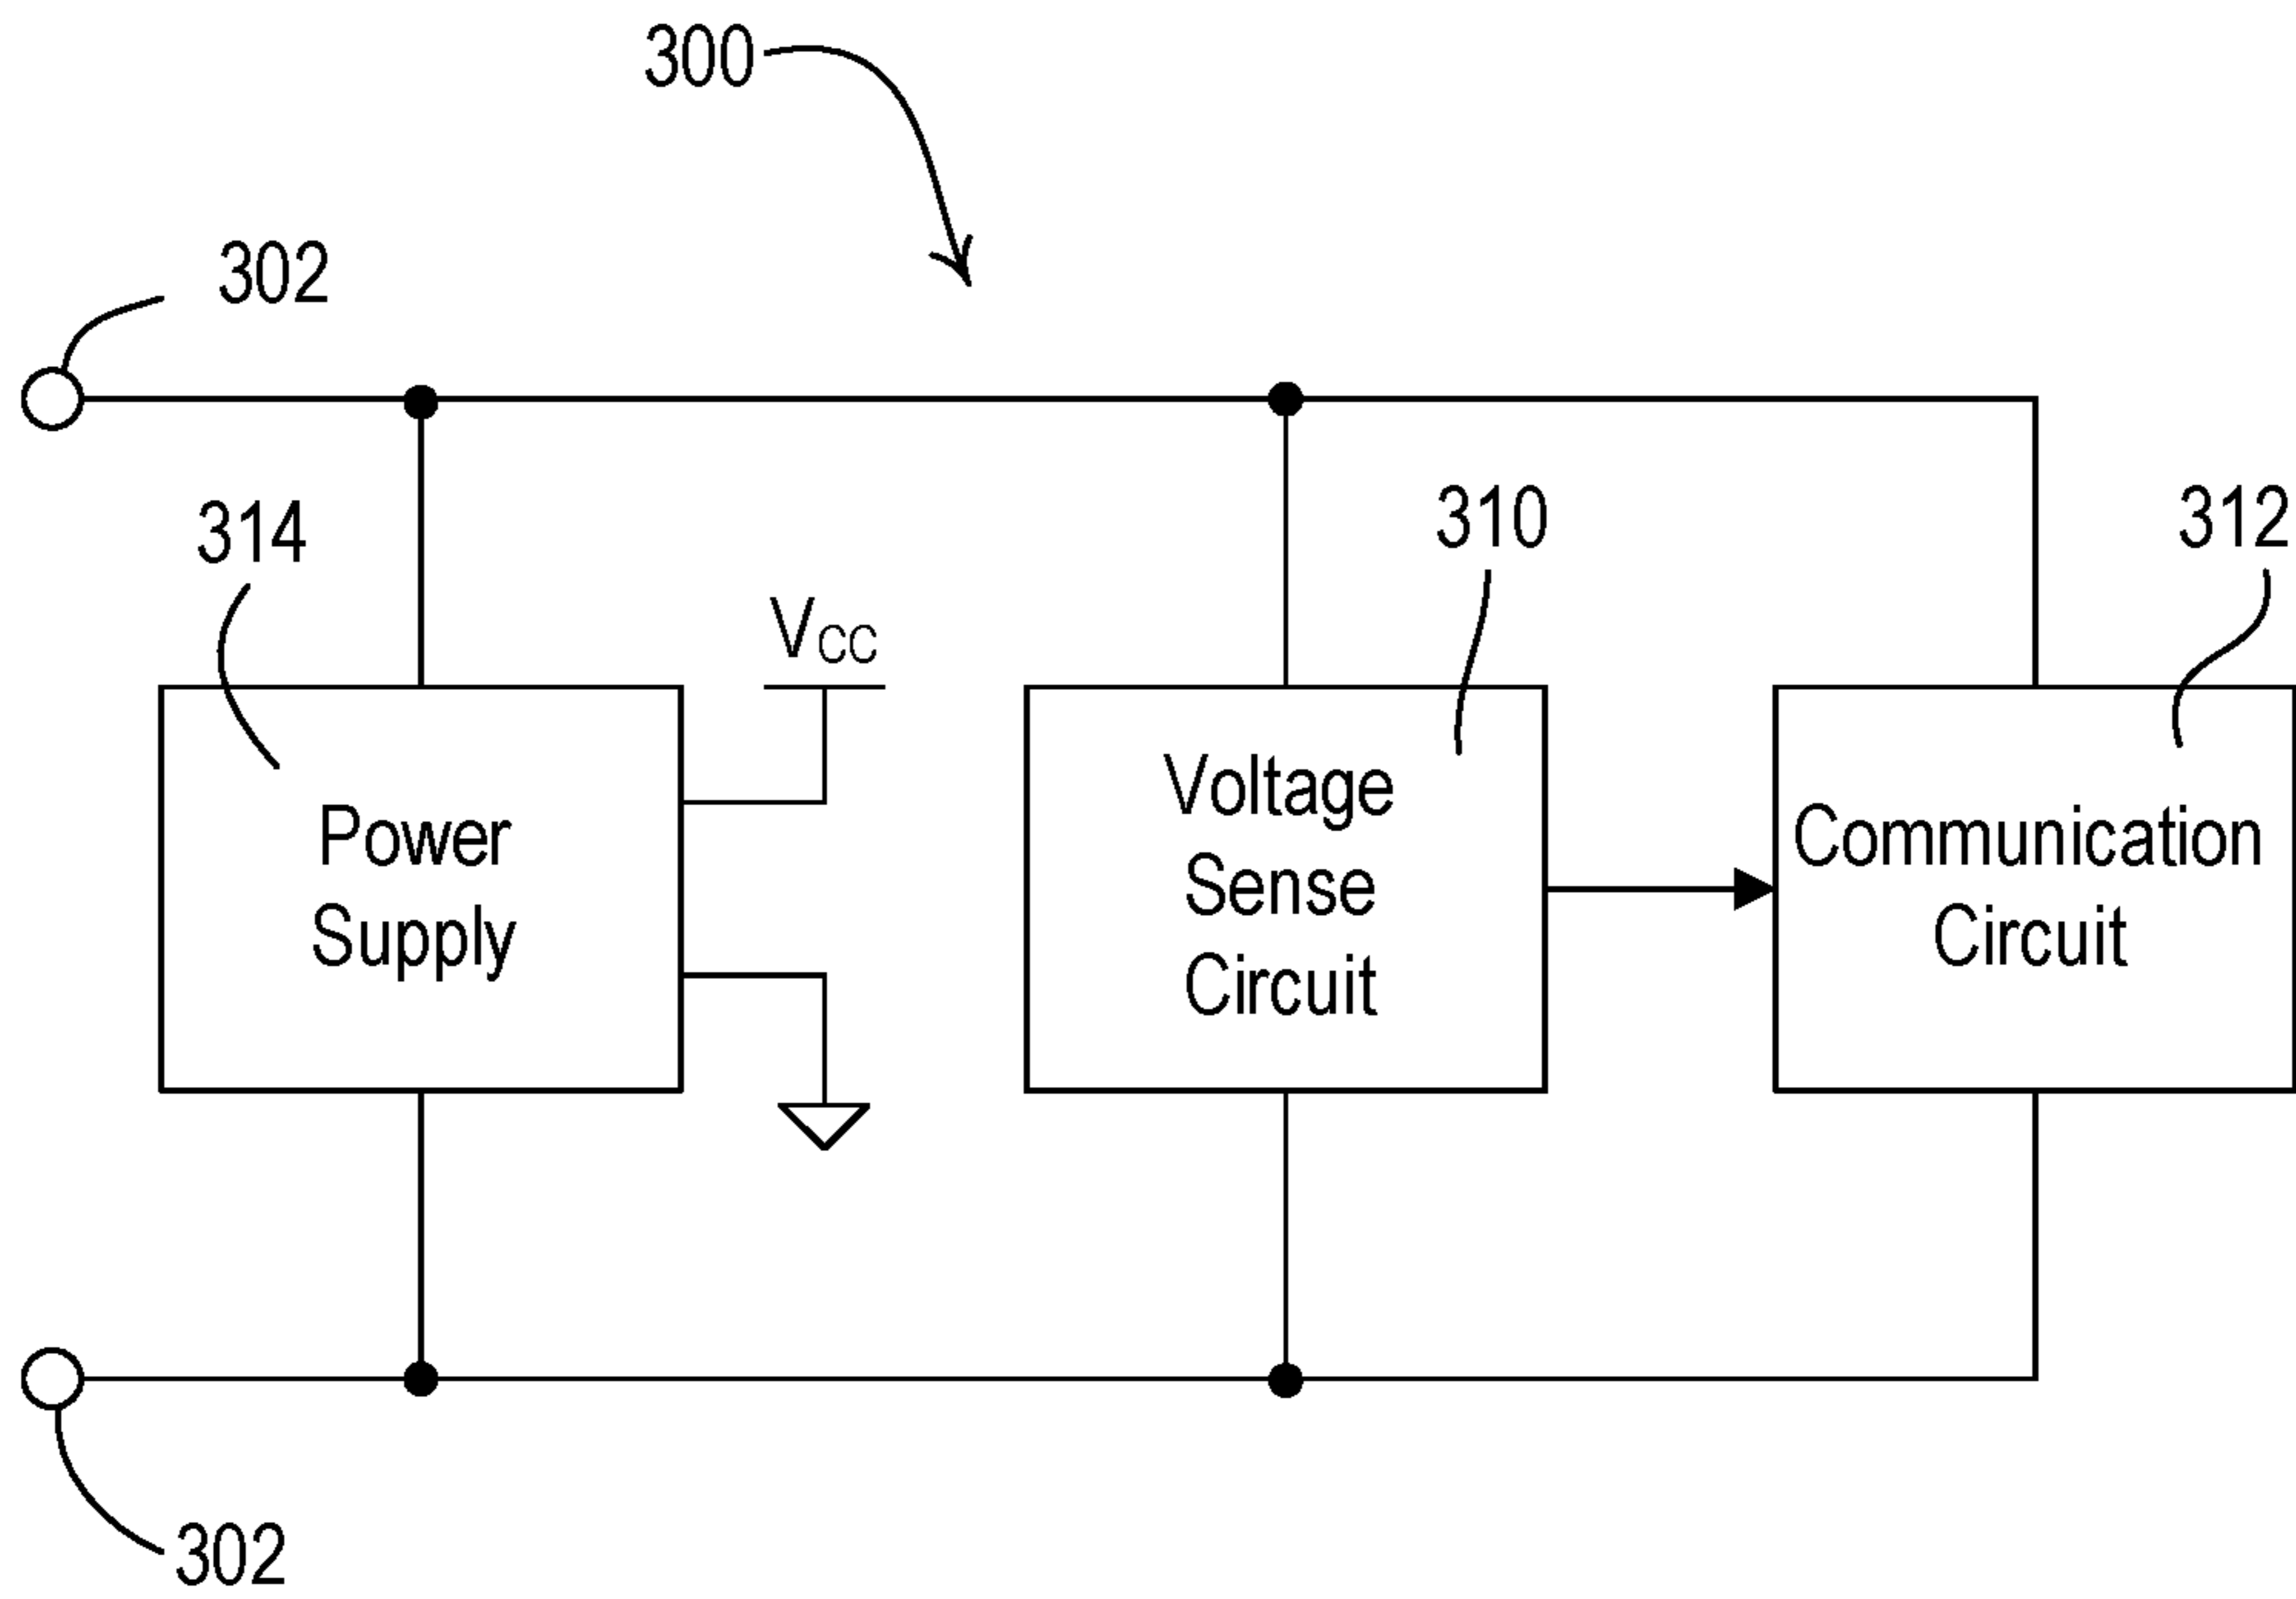 300
302
314
310
312
VCC
Power
Supply
Voltage
Sense
Circuit
Communication
Circuit
302